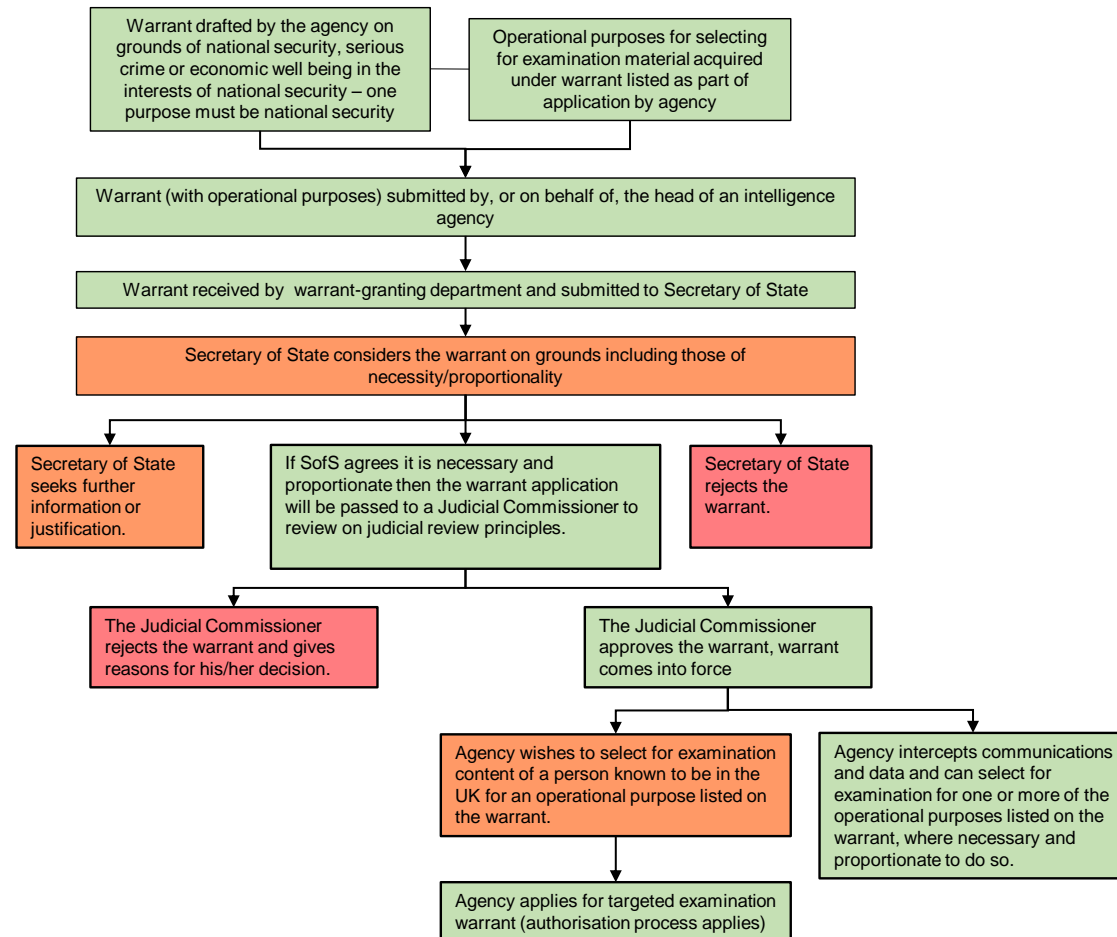 Warrant drafted by the agency on
grounds of national security, serious
crime or economic well being in the
interests of national security – one
purpose must be national security
Operational purposes for selecting
for examination material acquired
under warrant listed as part of
application by agency
Warrant (with operational purposes) submitted by, or on behalf of, the head of an intelligence
agency
Warrant received by warrant-granting department and submitted to Secretary of State
Secretary of State considers the warrant on grounds including those of
necessity/proportionality
Secretary of State
seeks further
information or
justification.
If SofS agrees it is necessary and
proportionate then the warrant application
will be passed to a Judicial Commissioner to
review on judicial review principles.
Secretary of State
rejects the
warrant.
The Judicial Commissioner
rejects the warrant and gives
reasons for his/her decision.
The Judicial Commissioner
approves the warrant, warrant
comes into force
Agency wishes to select for examination
content of a person known to be in the
UK for an operational purpose listed on
the warrant.
Agency intercepts communications
and data and can select for
examination for one or more of the
operational purposes listed on the
warrant, where necessary and
proportionate to do so.
Agency applies for targeted examination
warrant (authorisation process applies)